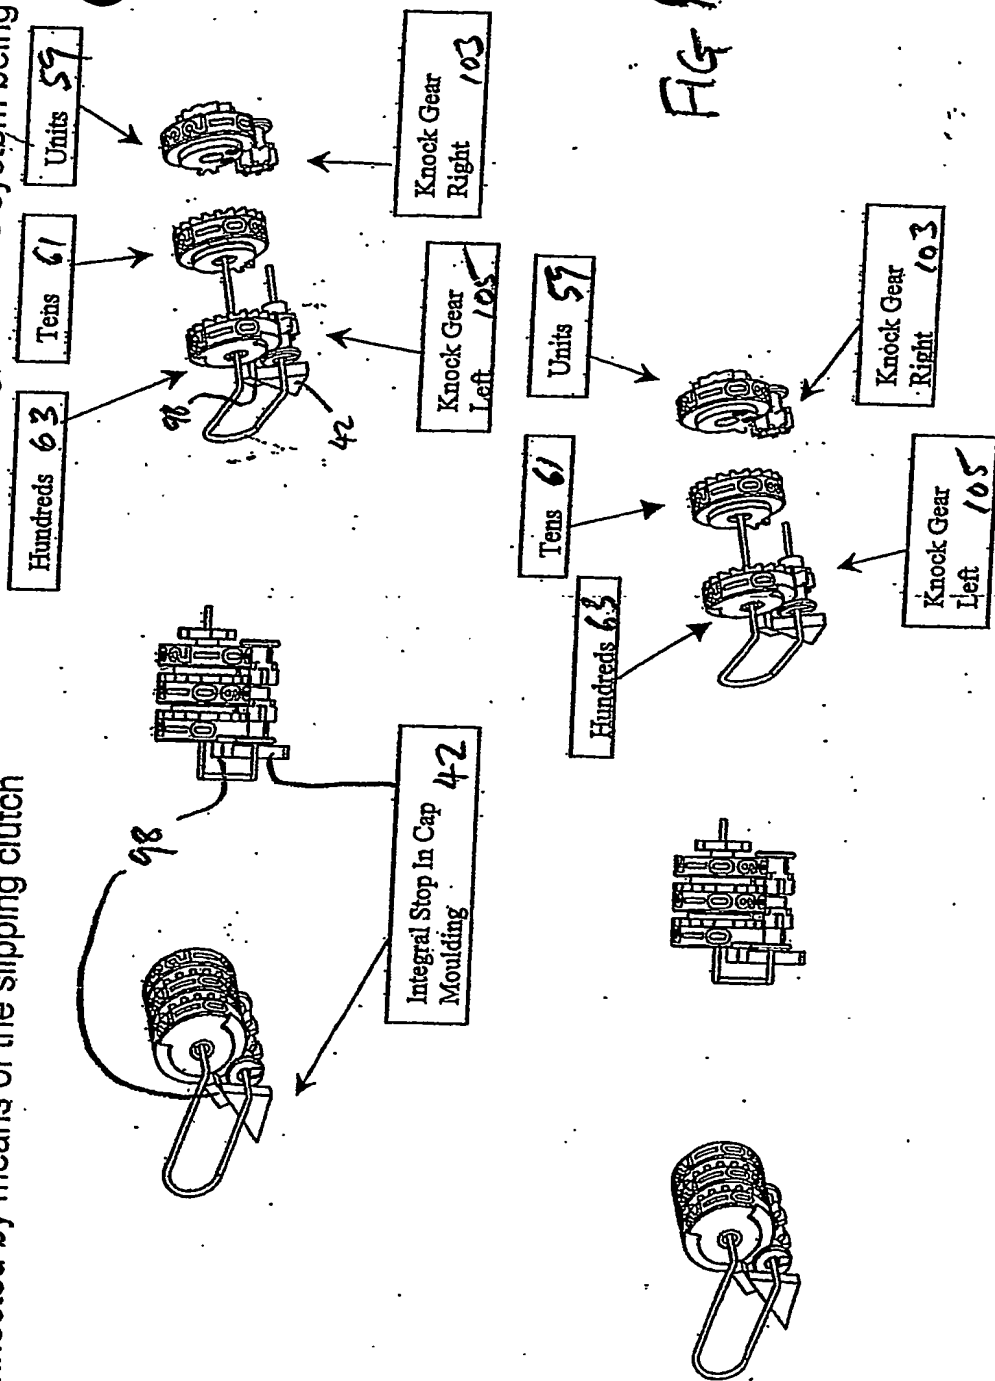 nnected by means of the slipping clutch
being
Hundreds 63
Tens 61
Units 59
98
42
Knock Gear
Left 105
Knock Gear
Right 103
98
Integral Stop In Cap
Moulding 42
FIG
Hundreds 63
Tens 61
Units 59
Knock Gear
Left 105
Knock Gear
Right 103